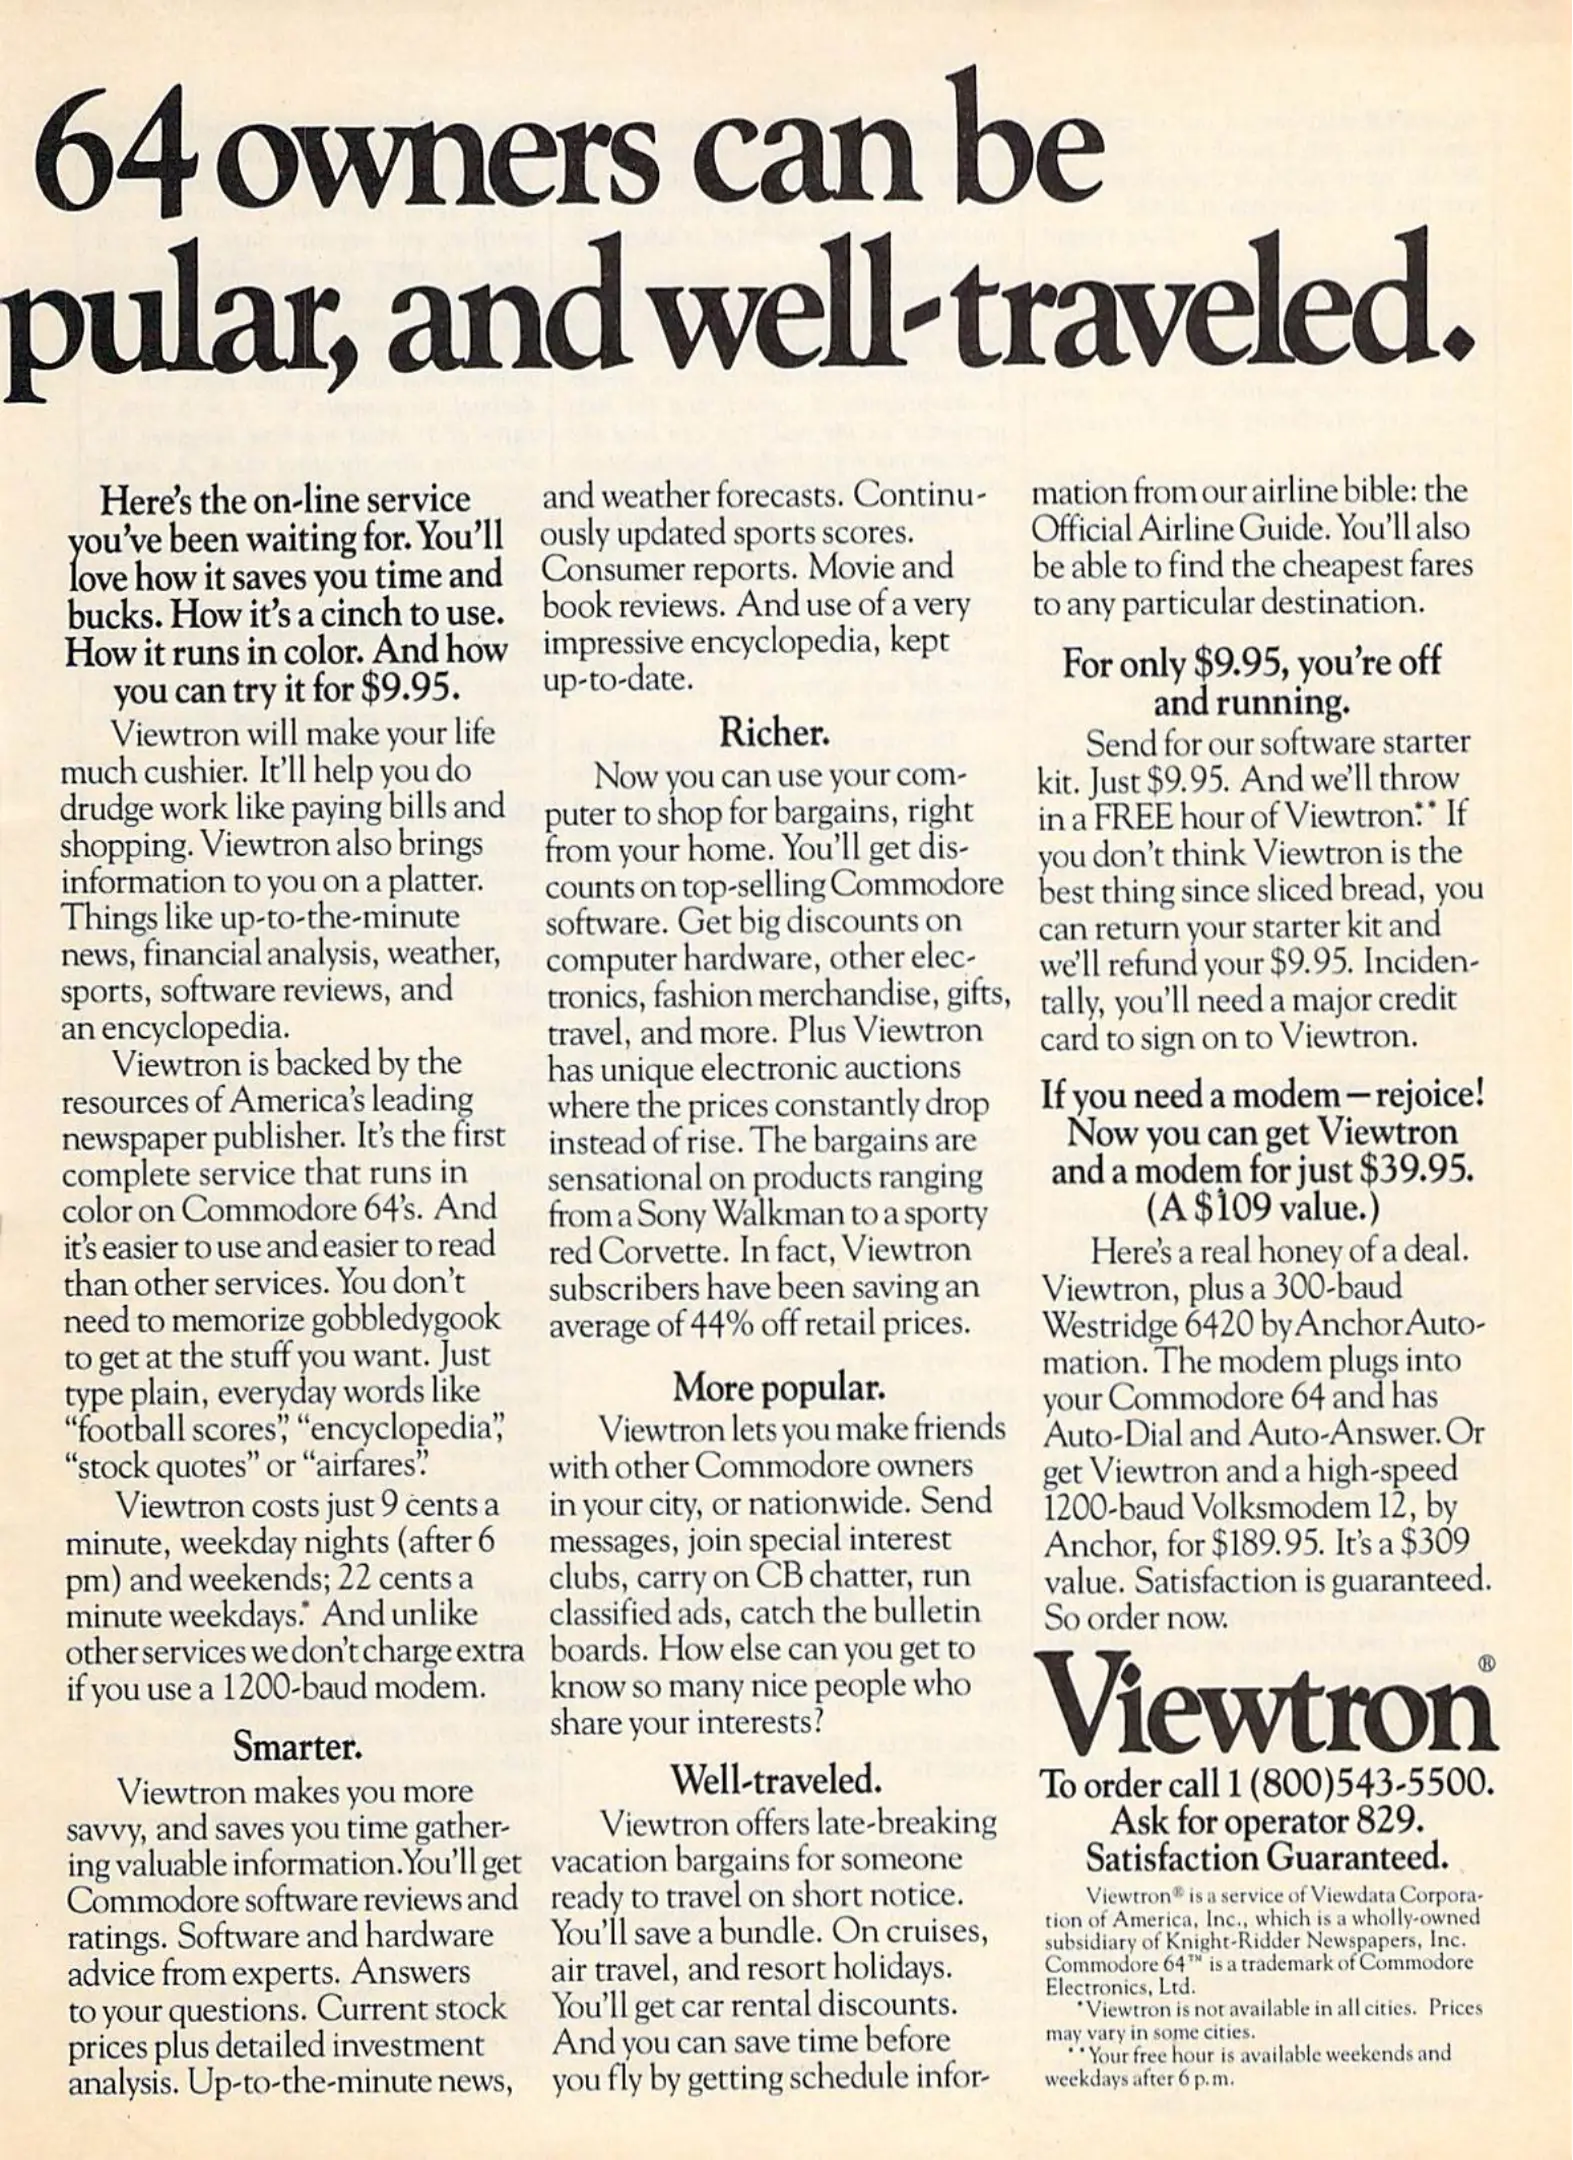 64 owners can be
pular, and well-traveled.
Here's the on-line service
you've been waiting for. You'll
love how it saves you time and
bucks. How it's a cinch to use.
How it runs in color. And how
you can try it for $9.95.
Viewtron will make your life
much cushier. It'll help you do
drudge work like paying bills and
shopping. Viewtron also brings
information to you on a platter.
Things like up-to-the-minute
news, financial analysis, weather,
sports, software reviews, and
an encyclopedia.
Viewtron is backed by the
resources of America's leading
newspaper publisher. It's the first
complete service that runs in
color on Commodore 64's. And
it's easier to use and easier to read
than other services. You don't
need to memorize gobbledygook
to get at the stuff you want. Just
type plain, everyday words like
“football scores”, “encyclopedia”,
“stock quotes” or “airfares”.
Viewtron costs just 9 cents a
minute, weekday nights (after 6
pm) and weekends; 22 cents a
minute weekdays.* And unlike
other services we don't charge extra
if you use a 1200-baud modem.
Smarter.
Viewtron makes you more
savvy, and saves you time gather-
ing valuable information. You'll get
Commodore software reviews and
ratings. Software and hardware
advice from experts. Answers
to your questions. Current stock
prices plus detailed investment
analysis. Up-to-the-minute news,
and weather forecasts. Continu-
ously updated sports scores.
Consumer reports. Movie and
book reviews. And use of a very
impressive encyclopedia, kept
up-to-date.
Richer.
Now you can use your com-
puter to shop for bargains, right
from your home. You'll get dis-
counts on top-selling Commodore
software. Get big discounts on
computer hardware, other elec-
tronics, fashion merchandise, gifts,
travel, and more. Plus Viewtron
has unique electronic auctions
where the prices constantly drop
instead of rise. The bargains are
sensational on products ranging
from a Sony Walkman to a sporty
red Corvette. In fact, Viewtron
subscribers have been saving an
average of 44% off retail prices.
More popular.
Viewtron lets you make friends
with other Commodore owners
in your city, or nationwide. Send
messages, join special interest
clubs, carry on CB chatter, run
classified ads, catch the bulletin
boards. How else can you get to
know so many nice people who
share your interests?
Well-traveled.
Viewtron offers late-breaking
vacation bargains for someone
ready to travel on short notice.
You'll save a bundle. On cruises,
air travel, and resort holidays.
You'll get car rental discounts.
And you can save time before
you fly by getting schedule infor-
mation from our airline bible: the
Official Airline Guide. You'll also
be able to find the cheapest fares
to any particular destination.
For only $9.95, you're off
and running.
Send for our software starter
kit. Just $9.95. And we'll throw
in a FREE hour of Viewtron.** If
you don't think Viewtron is the
best thing since sliced bread, you
can return your starter kit and
we'll refund your $9.95. Inciden-
tally, you'll need a major credit
card to sign on to Viewtron.
If you need a modem — rejoice!
Now you can get Viewtron
and a modem for just $39.95.
(A $109 value.)
Here's a real honey of a deal.
Viewtron, plus a 300-baud
Westridge 6420 by Anchor Auto-
mation. The modem plugs into
your Commodore 64 and has
Auto-Dial and Auto-Answer. Or
get Viewtron and a high-speed
1200-baud Volksmodem 12, by
Anchor, for $189.95. It's a $309
value. Satisfaction is guaranteed.
So order now.
Viewtron®
To order call 1 (800)543-5500.
Ask for operator 829.
Satisfaction Guaranteed.
Viewtron® is a service of Viewdata Corpora-
tion of America, Inc., which is a wholly-owned
subsidiary of Knight-Ridder Newspapers, Inc.
Commodore 64™ is a trademark of Commodore
Electronics, Ltd.
*Viewtron is not available in all cities. Prices
may vary in some cities.
**Your free hour is available weekends and
weekdays after 6 p.m.